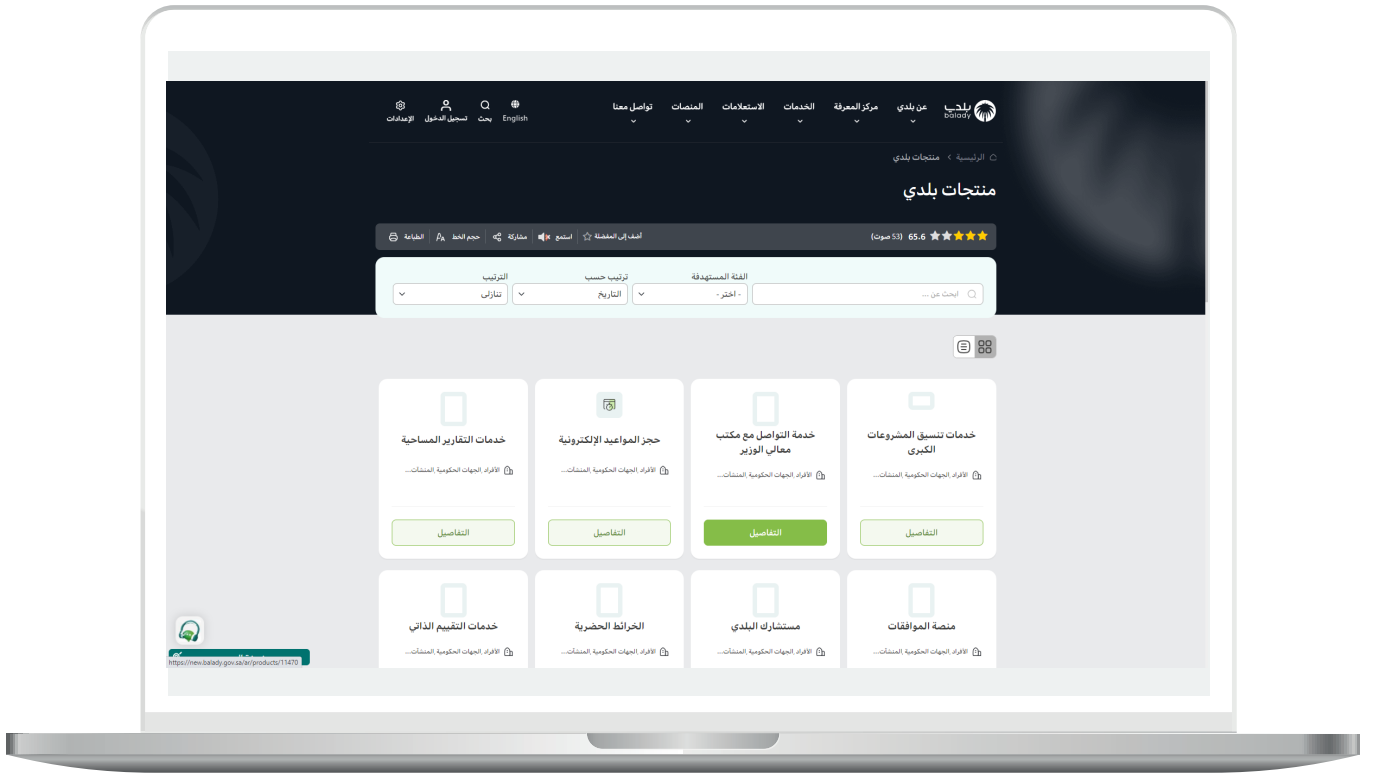 بلدي
balady
عن بلدي
مركز المعرفة
الخدمات
الاستعلامات
المنصات
تواصل معنا
English
بحث
تسجيل الدخول
الإعدادات
الرئيسية > منتجات بلدي
منتجات بلدي
65.6 (53 صوت)
أضف إلى المفضلة
استمع
مشاركة
حجم الخط
الطباعة
الفئة المستهدفة
ترتيب حسب
الترتيب
ابحث عن ...
- اختر -
التاريخ
تنازلي
خدمات تنسيق المشروعات
الكبرى
الأفراد ,الجهات الحكومية ,المنشآت...
التفاصيل
خدمة التواصل مع مكتب
معالي الوزير
الأفراد ,الجهات الحكومية ,المنشآت...
التفاصيل
حجز المواعيد الإلكترونية
الأفراد ,الجهات الحكومية ,المنشآت...
التفاصيل
خدمات التقارير المساحية
الأفراد ,الجهات الحكومية ,المنشآت...
التفاصيل
منصة الموافقات
الأفراد ,الجهات الحكومية ,المنشآت...
مستشارك البلدي
الأفراد ,الجهات الحكومية ,المنشآت...
الخرائط الحضرية
الأفراد ,الجهات الحكومية ,المنشآت...
خدمات التقييم الذاتي
الأفراد ,الجهات الحكومية ,المنشآت...
https://new.balady.gov.sa/ar/products/11470